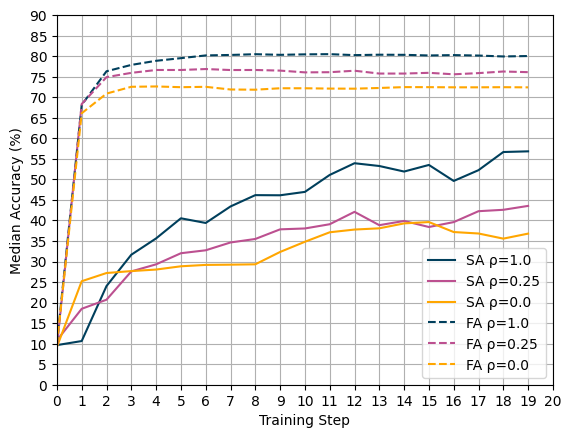 90
85
80
75
70
65
60
55
50
45
40
35
30
25
20
15
10
5
0
Median Accuracy (%)
SA ρ=1.0
SA ρ=0.25
SA ρ=0.0
FA ρ=1.0
FA ρ=0.25
FA ρ=0.0
0 1 2 3 4 5 6 7 8 9 10 11 12 13 14 15 16 17 18 19 20
Training Step